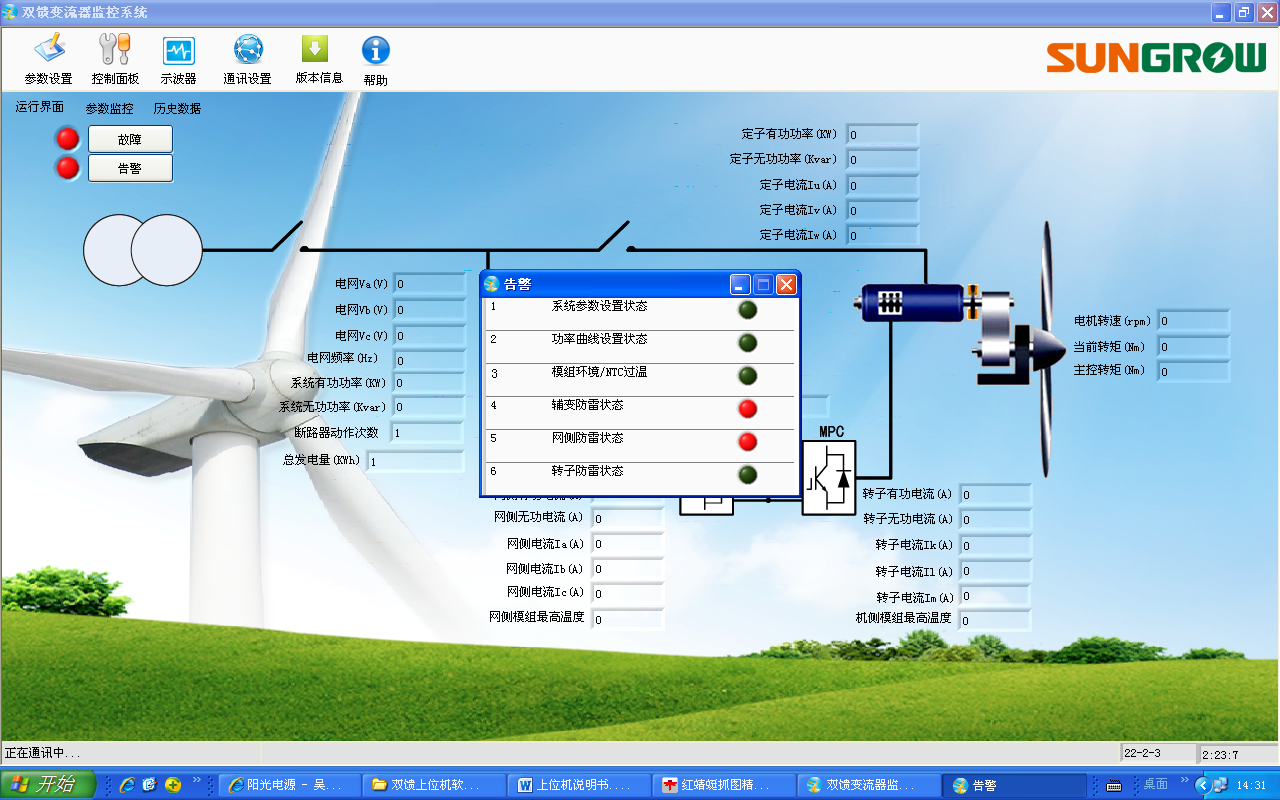 双馈变流器监控系统
参数设置 控制面板 示波器 通讯设置 版本信息 帮助
SUNGROW
运行界面 参数监控 历史数据
故障
告警
定子有功功率(KW) 0
定子无功功率(Kvar) 0
定子电流Iu(A) 0
定子电流Iv(A) 0
定子电流Iw(A) 0
电网Va(V) 0
电网Vb(V) 0
电网Vc(V) 0
电网频率(Hz) 0
系统有功功率(KW) 0
系统无功功率(Kvar) 0
断路器动作次数 1
总发电量(KWh) 1
告警
1 系统参数设置状态
2 功率曲线设置状态
3 模组环境/NTC过温
4 辅变防雷状态
5 网侧防雷状态
6 转子防雷状态
电机转速(rpm) 0
当前转矩(Nm) 0
主控转矩(Nm) 0
MPC
网侧无功电流(A) 0
网侧电流Ia(A) 0
网侧电流Ib(A) 0
网侧电流Ic(A) 0
网侧模组最高温度 0
转子有功电流(A) 0
转子无功电流(A) 0
转子电流Ik(A) 0
转子电流Il(A) 0
转子电流Im(A) 0
机侧模组最高温度 0
正在通讯中... 22-2-3 2:23:7
开始 阳光电源 - 吴... 双馈上位机软... 上位机说明书.... 红蜻蜓抓图精... 双馈变流器监... 告警 桌面 14:31